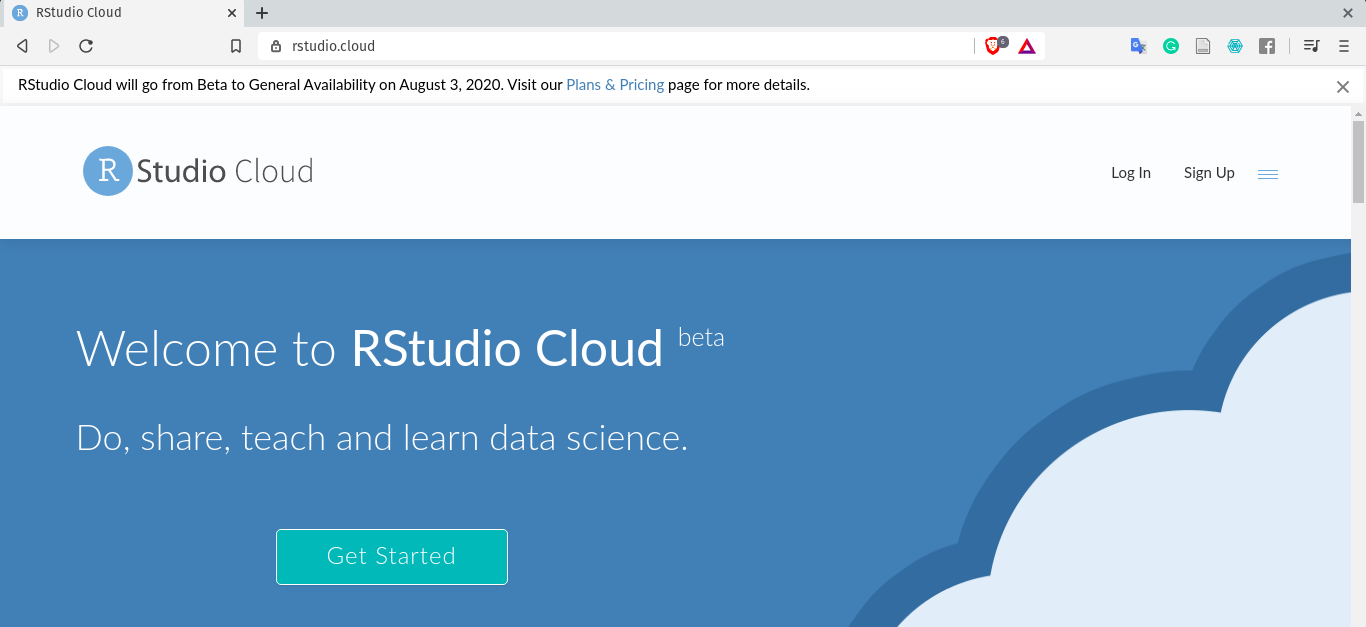 RStudio Cloud
rstudio.cloud
6
RStudio Cloud will go from Beta to General Availability on August 3, 2020. Visit our Plans & Pricing page for more details.
R Studio Cloud
Log In
Sign Up
Welcome to RStudio Cloud beta
Do, share, teach and learn data science.
Get Started